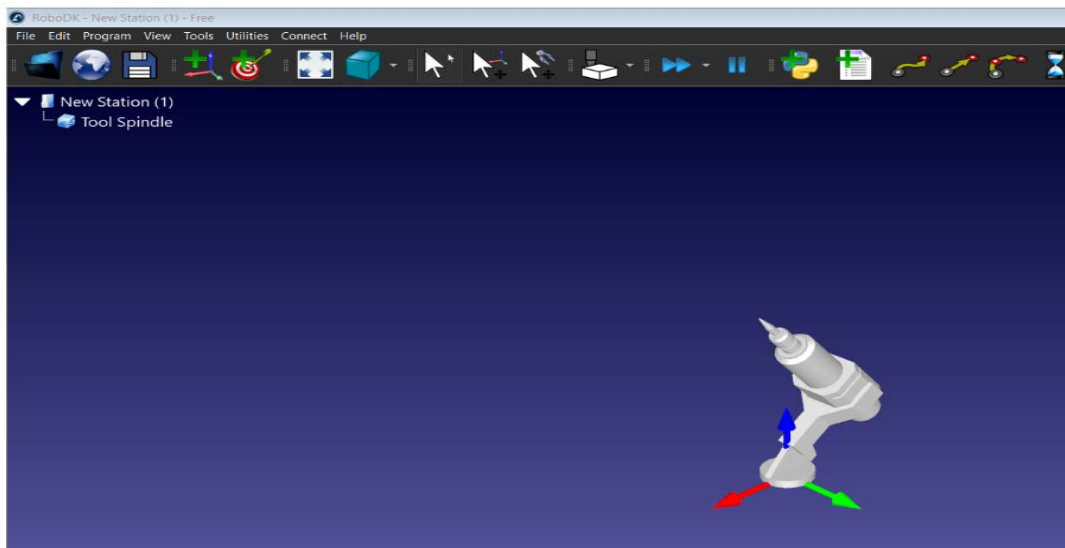 RoboDK - New Station (1) - Free
File Edit Program View Tools Utilities Connect Help
New Station (1)
Tool Spindle